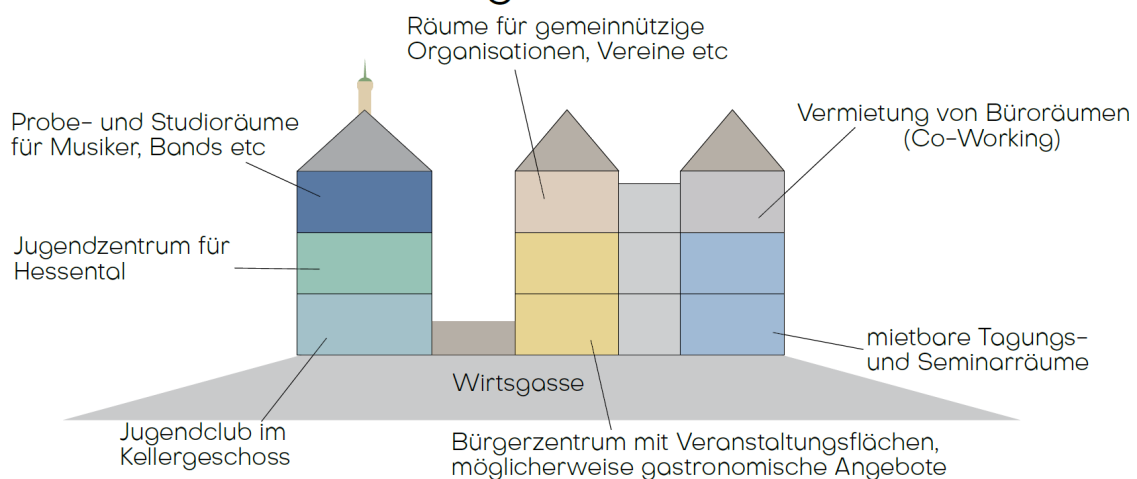 Räume für gemeinnützige
Organisationen, Vereine etc
Probe- und Studioräume
für Musiker, Bands etc
Vermietung von Büroräumen
(Co-Working)
Jugendzentrum für
Hessental
mietbare Tagungs-
und Seminarräume
Wirtsgasse
Jugendclub im
Kellergeschoss
Bürgerzentrum mit Veranstaltungsflächen,
möglicherweise gastronomische Angebote